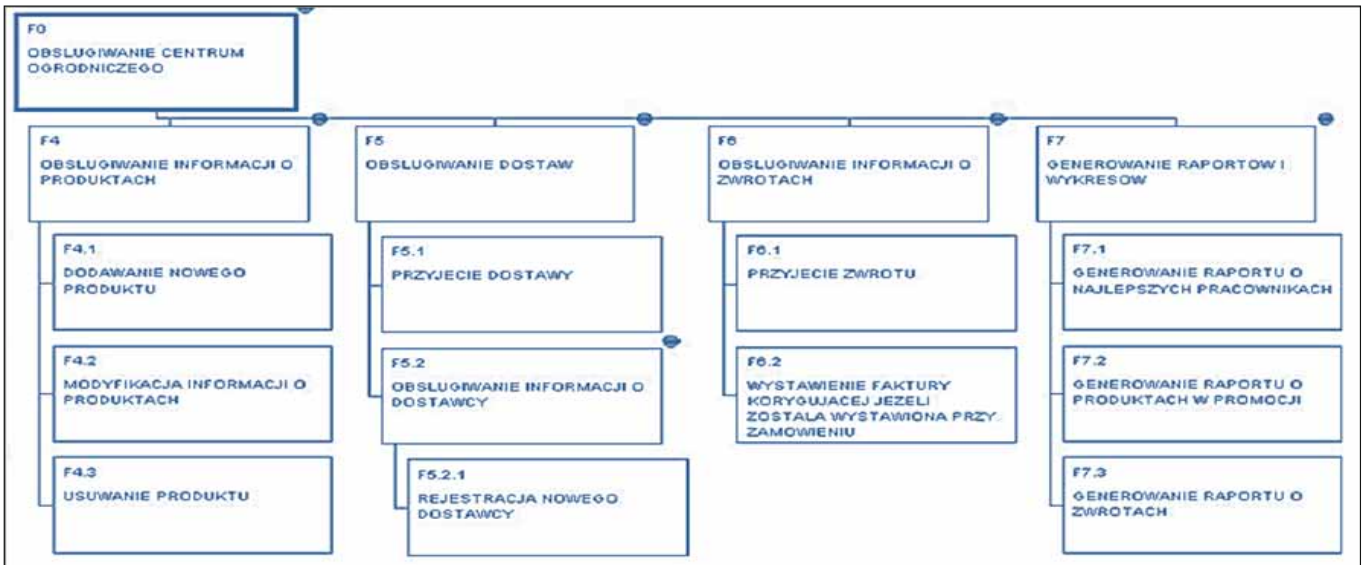 F0
OBSLUGIWANIE CENTRUM
OGRODNICZEGO
F4
OBSLUGIWANIE INFORMACJI O
PRODUKTACH
F4.1
DODAWANIE NOWEGO
PRODUKTU
F4.2
MODYFIKACJA INFORMACJI O
PRODUKTACH
F4.3
USUWANIE PRODUKTU
F5
OBSLUGIWANIE DOSTAW
F5.1
PRZYJECIE DOSTAWY
F5.2
OBSLUGIWANIE INFORMACJI O
DOSTAWCY
F5.2.1
REJESTRACJA NOWEGO
DOSTAWCY
F6
OBSLUGIWANIE INFORMACJI O
ZWROTACH
F6.1
PRZYJECIE ZWROTU
F6.2
WYSTAWIENIE FAKTURY
KORYGUJACEJ JEZELI
ZOSTALA WYSTAWIONA PRZY
ZAMOWIENIU
F7
GENEROWANIE RAPORTOW I
WYKRESOW
F7.1
GENEROWANIE RAPORTU O
NAJLEPSZYCH PRACOWNIKACH
F7.2
GENEROWANIE RAPORTU O
PRODUKTACH W PROMOCJI
F7.3
GENEROWANIE RAPORTU O
ZWROTACH